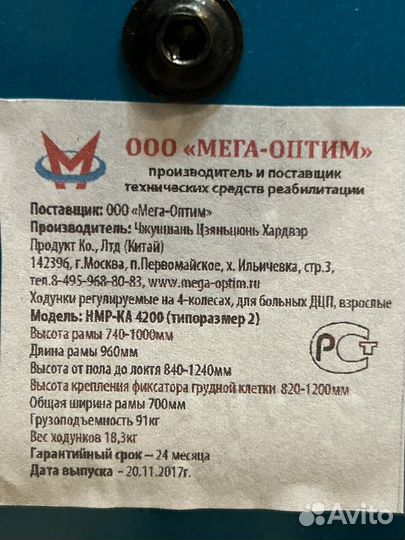 ООО «МЕГА-ОПТИМ»
производитель и поставщик
технических средств реабилитации
Поставщик: ООО «Мега-Оптим»
Производитель: Чжуншань Цзяньцюнь Хардвэр
Продукт Ко., Лтд (Китай)
142396, г.Москва, п.Первомайское, х. Ильичевка, стр.3,
тел.8-495-968-80-83, www.mega-optim.ru
Ходунки регулируемые на 4-колесах, для больных ДЦП, взрослые
Модель: HMP-KA 4200 (типоразмер 2)
Высота рамы 740-1000мм
Длина рамы 960мм
Высота от пола до локтя 840-1240мм
Высота крепления фиксатора грудной клетки 820-1200мм
Общая ширина рамы 700мм
Грузоподъемность 91кг
Вес ходунков 18,3кг
Гарантийный срок – 24 месяца
Дата выпуска - 20.11.2017г.
РСТ
Avito